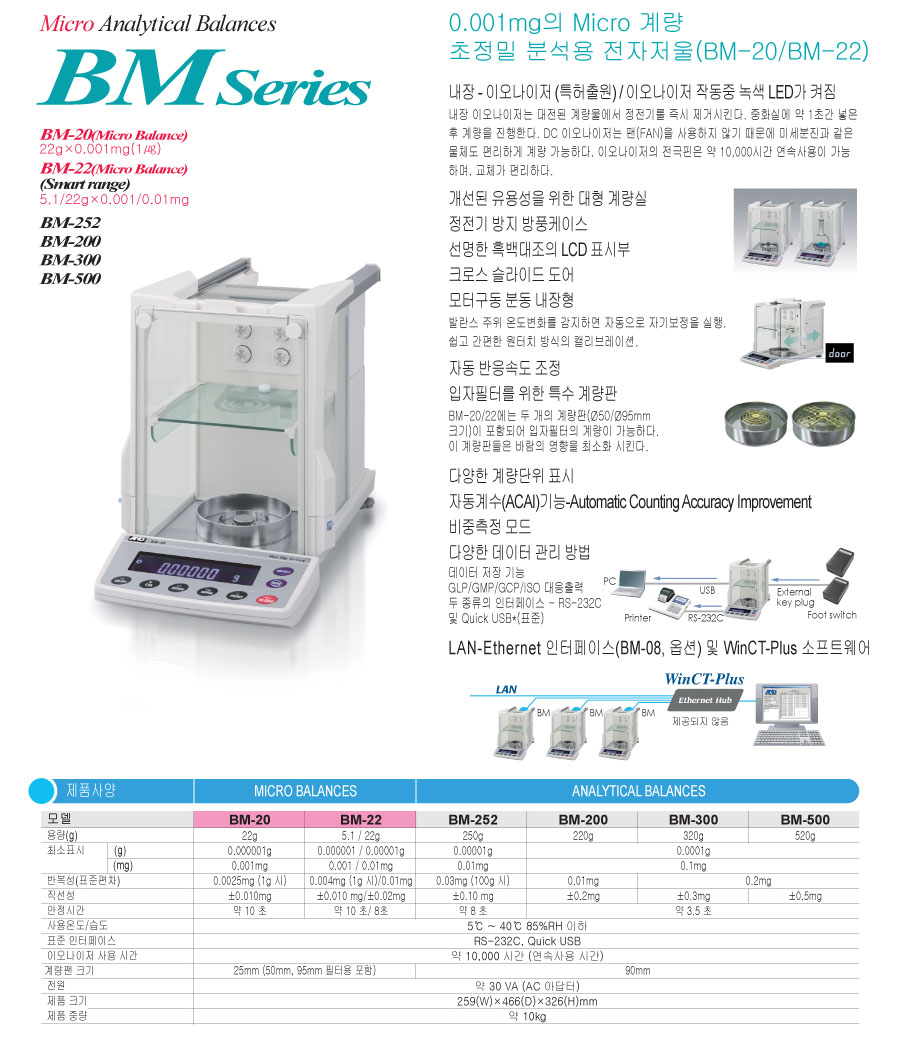 Micro Analytical Balances
BM Series
BM-20(Micro Balance)
22g×0.001mg(1㎍)
BM-22(Micro Balance)
(Smart range)
5.1/22g×0.001/0.01mg
BM-252
BM-200
BM-300
BM-500
0.001mg의 Micro 계량
초정밀 분석용 전자저울(BM-20/BM-22)
내장 - 이오나이저 (특허출원) / 이오나이저 작동중 녹색 LED가 켜짐
내장 이오나이저는 대전된 계량물에서 정전기를 즉시 제거시킨다. 중화실에 약 1초간 넣은
후 계량을 진행한다. DC 이오나이저는 팬(FAN)을 사용하지 않기 때문에 미세분진과 같은
물체도 편리하게 계량 가능하다. 이오나이저의 전극핀은 약 10,000시간 연속사용이 가능
하며, 교체가 편리하다.
개선된 유용성을 위한 대형 계량실
정전기 방지 방풍케이스
선명한 흑백대조의 LCD 표시부
크로스 슬라이드 도어
모터구동 분동 내장형
발란스 주위 온도변화를 감지하면 자동으로 자기보정을 실행.
쉽고 간편한 원터치 방식의 캘리브레이션.
door
자동 반응속도 조정
입자필터를 위한 특수 계량판
BM-20/22에는 두 개의 계량판(Ø50/Ø95mm
크기)이 포함되어 입자필터의 계량이 가능하다.
이 계량판들은 바람의 영향을 최소화 시킨다.
다양한 계량단위 표시
자동계수(ACAI)기능-Automatic Counting Accuracy Improvement
비중측정 모드
다양한 데이터 관리 방법
데이터 저장 기능
GLP/GMP/GCP/ISO 대응출력
두 종류의 인터페이스 - RS-232C
및 Quick USB*(표준)
PC
USB
External
key plug
Printer
RS-232C
Foot switch
LAN-Ethernet 인터페이스(BM-08, 옵션) 및 WinCT-Plus 소프트웨어
LAN
WinCT-Plus
Ethernet Hub
BM
BM
BM
제공되지 않음
AND
0.000000 g
제품사양 MICRO BALANCES ANALYTICAL BALANCES
모델 BM-20 BM-22 BM-252 BM-200 BM-300 BM-500
용량(g) 22g 5.1 / 22g 250g 220g 320g 520g
최소표시 (g) 0.000001g 0.000001 / 0.00001g 0.00001g 0.0001g
(mg) 0.001mg 0.001 / 0.01mg 0.01mg 0.1mg
반복성(표준편차) 0.0025mg (1g 시) 0.004mg (1g 시)/0.01mg 0.03mg (100g 시) 0.01mg 0.2mg
직선성 ±0.010mg ±0.010 mg/±0.02mg ±0.10 mg ±0.2mg ±0.3mg ±0.5mg
안정시간 약 10 초 약 10 초/ 8초 약 8 초 약 3.5 초
사용온도/습도 5℃ ~ 40℃ 85%RH 이하
표준 인터페이스 RS-232C, Quick USB
이오나이저 사용 시간 약 10,000 시간 (연속사용 시간)
계량팬 크기 25mm (50mm, 95mm 필터용 포함) 90mm
전원 약 30 VA (AC 아답터)
제품 크기 259(W)×466(D)×326(H)mm
제품 중량 약 10kg